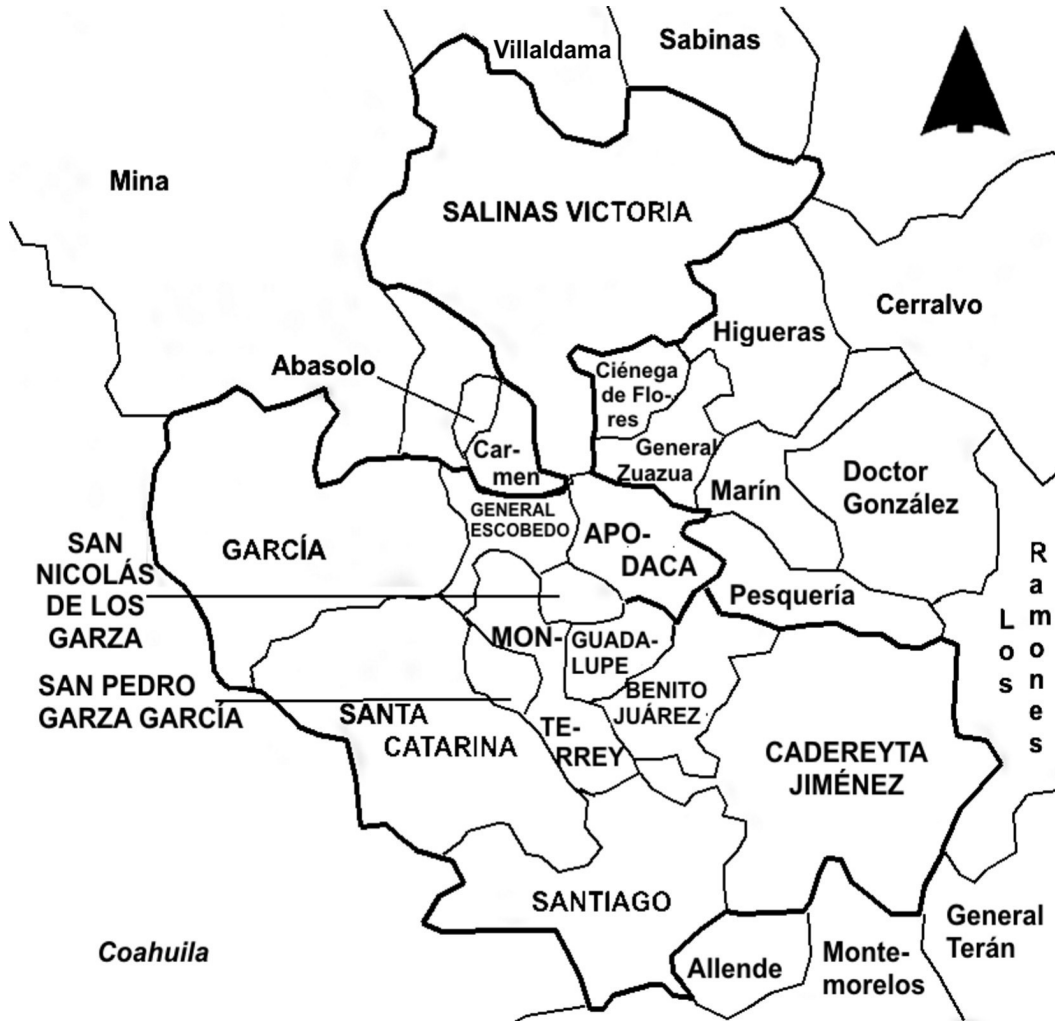 Villaldama
Sabinas
Mina
SALINAS VICTORIA
Cerralvo
Higueras
Abasolo
Ciénega
de Flo-
res
Car-
men
General
Zuazua
Marín
Doctor
González
GENERAL
ESCOBEDO
APO-
DACA
SAN
NICOLÁS
DE LOS
GARZA
GARCÍA
Pesquería
Los
Ramones
MON-
TE-
RREY
GUADA-
LUPE
BENITO
JUÁREZ
SAN PEDRO
GARZA GARCÍA
SANTA
CATARINA
CADEREYTA
JIMÉNEZ
SANTIAGO
General
Terán
Coahuila
Allende
Monte-
morelos